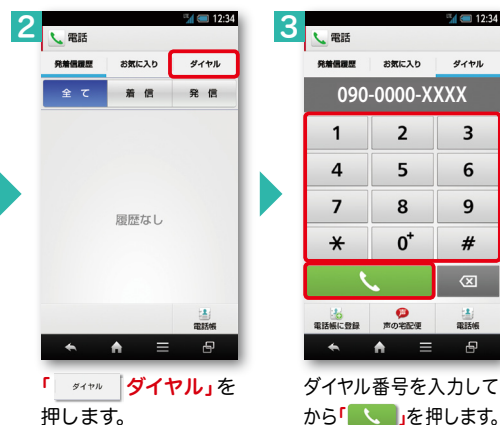 2
12:34
電話
発着信履歴 お気に入り ダイヤル
全て 着信 発信
履歴なし
電話帳
「 ダイヤル ダイヤル」を
押します。
3
12:34
電話
発着信履歴 お気に入り ダイヤル
090-0000-XXXX
1 2 3
4 5 6
7 8 9
* 0+ #
電話帳に登録 声の宅配便 電話帳
ダイヤル番号を入力して
から「 」を押します。